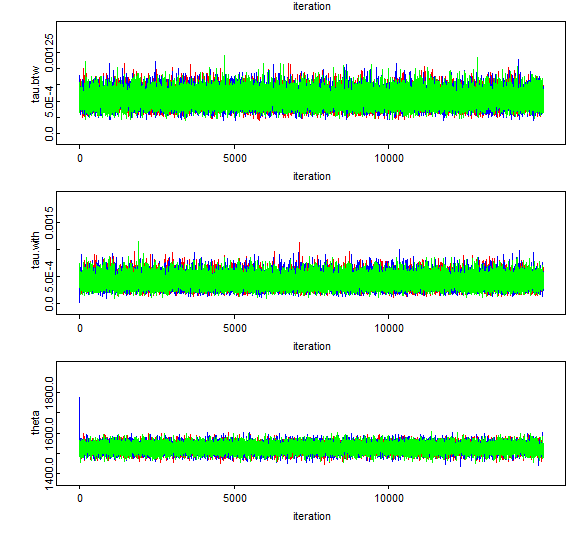 iteration
tau.btw
0.00125
5.0E-4
0.0
0
5000
10000
iteration
tau.with
0.0015
5.0E-4
0.0
0
5000
10000
iteration
theta
1800.0
1600.0
1400.0
0
5000
10000
iteration